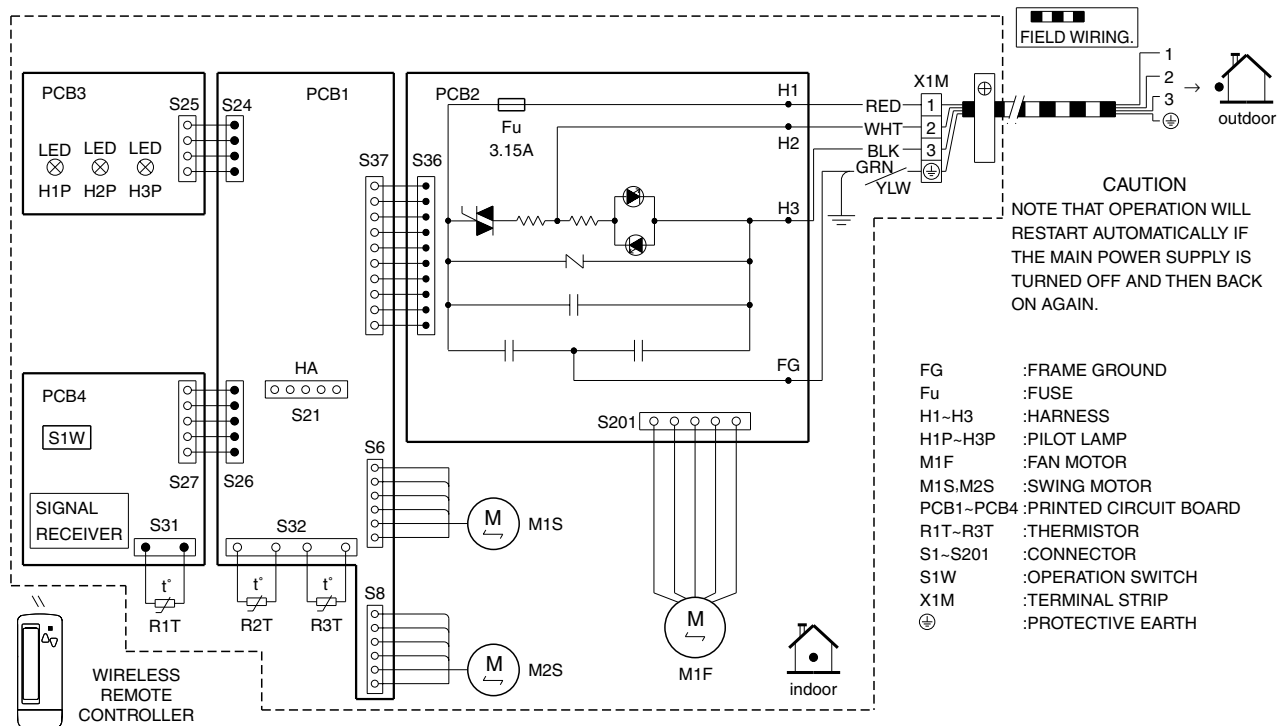 PCB3
LED LED LED
H1P H2P H3P
S25 S24
PCB1
S37 S36
PCB2
Fu
3.15A
H1
H2
H3
FG
X1M
RED 1
WHT 2
BLK 3
GRN
YLW
FIELD WIRING.
1
2
3
outdoor
CAUTION
NOTE THAT OPERATION WILL
RESTART AUTOMATICALLY IF
THE MAIN POWER SUPPLY IS
TURNED OFF AND THEN BACK
ON AGAIN.
PCB4
S1W
S27 S26
SIGNAL
RECEIVER
S31
HA
S21
S32
t° t° t°
R1T R2T R3T
S6
M
M1S
S8
M
M2S
S201
M
M1F
indoor
WIRELESS
REMOTE
CONTROLLER
FG :FRAME GROUND
Fu :FUSE
H1~H3 :HARNESS
H1P~H3P :PILOT LAMP
M1F :FAN MOTOR
M1S,M2S :SWING MOTOR
PCB1~PCB4 :PRINTED CIRCUIT BOARD
R1T~R3T :THERMISTOR
S1~S201 :CONNECTOR
S1W :OPERATION SWITCH
X1M :TERMINAL STRIP
:PROTECTIVE EARTH